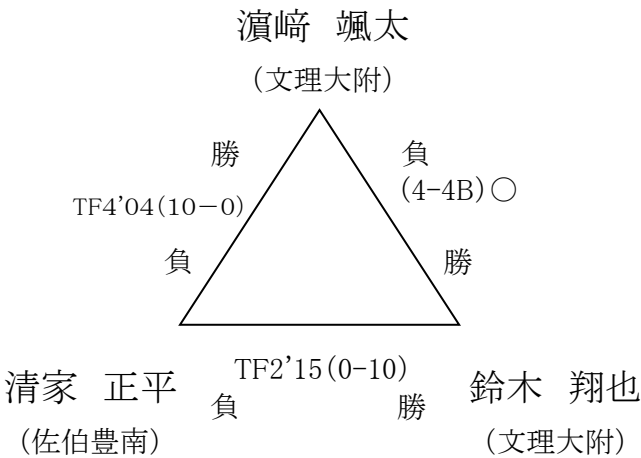 濵﨑 颯太
(文理大附)
勝
負
TF4’04(10−0)
(4-4B)○
負
勝
清家 正平
TF2’15(0-10)
鈴木 翔也
負
勝
(佐伯豊南)
(文理大附)